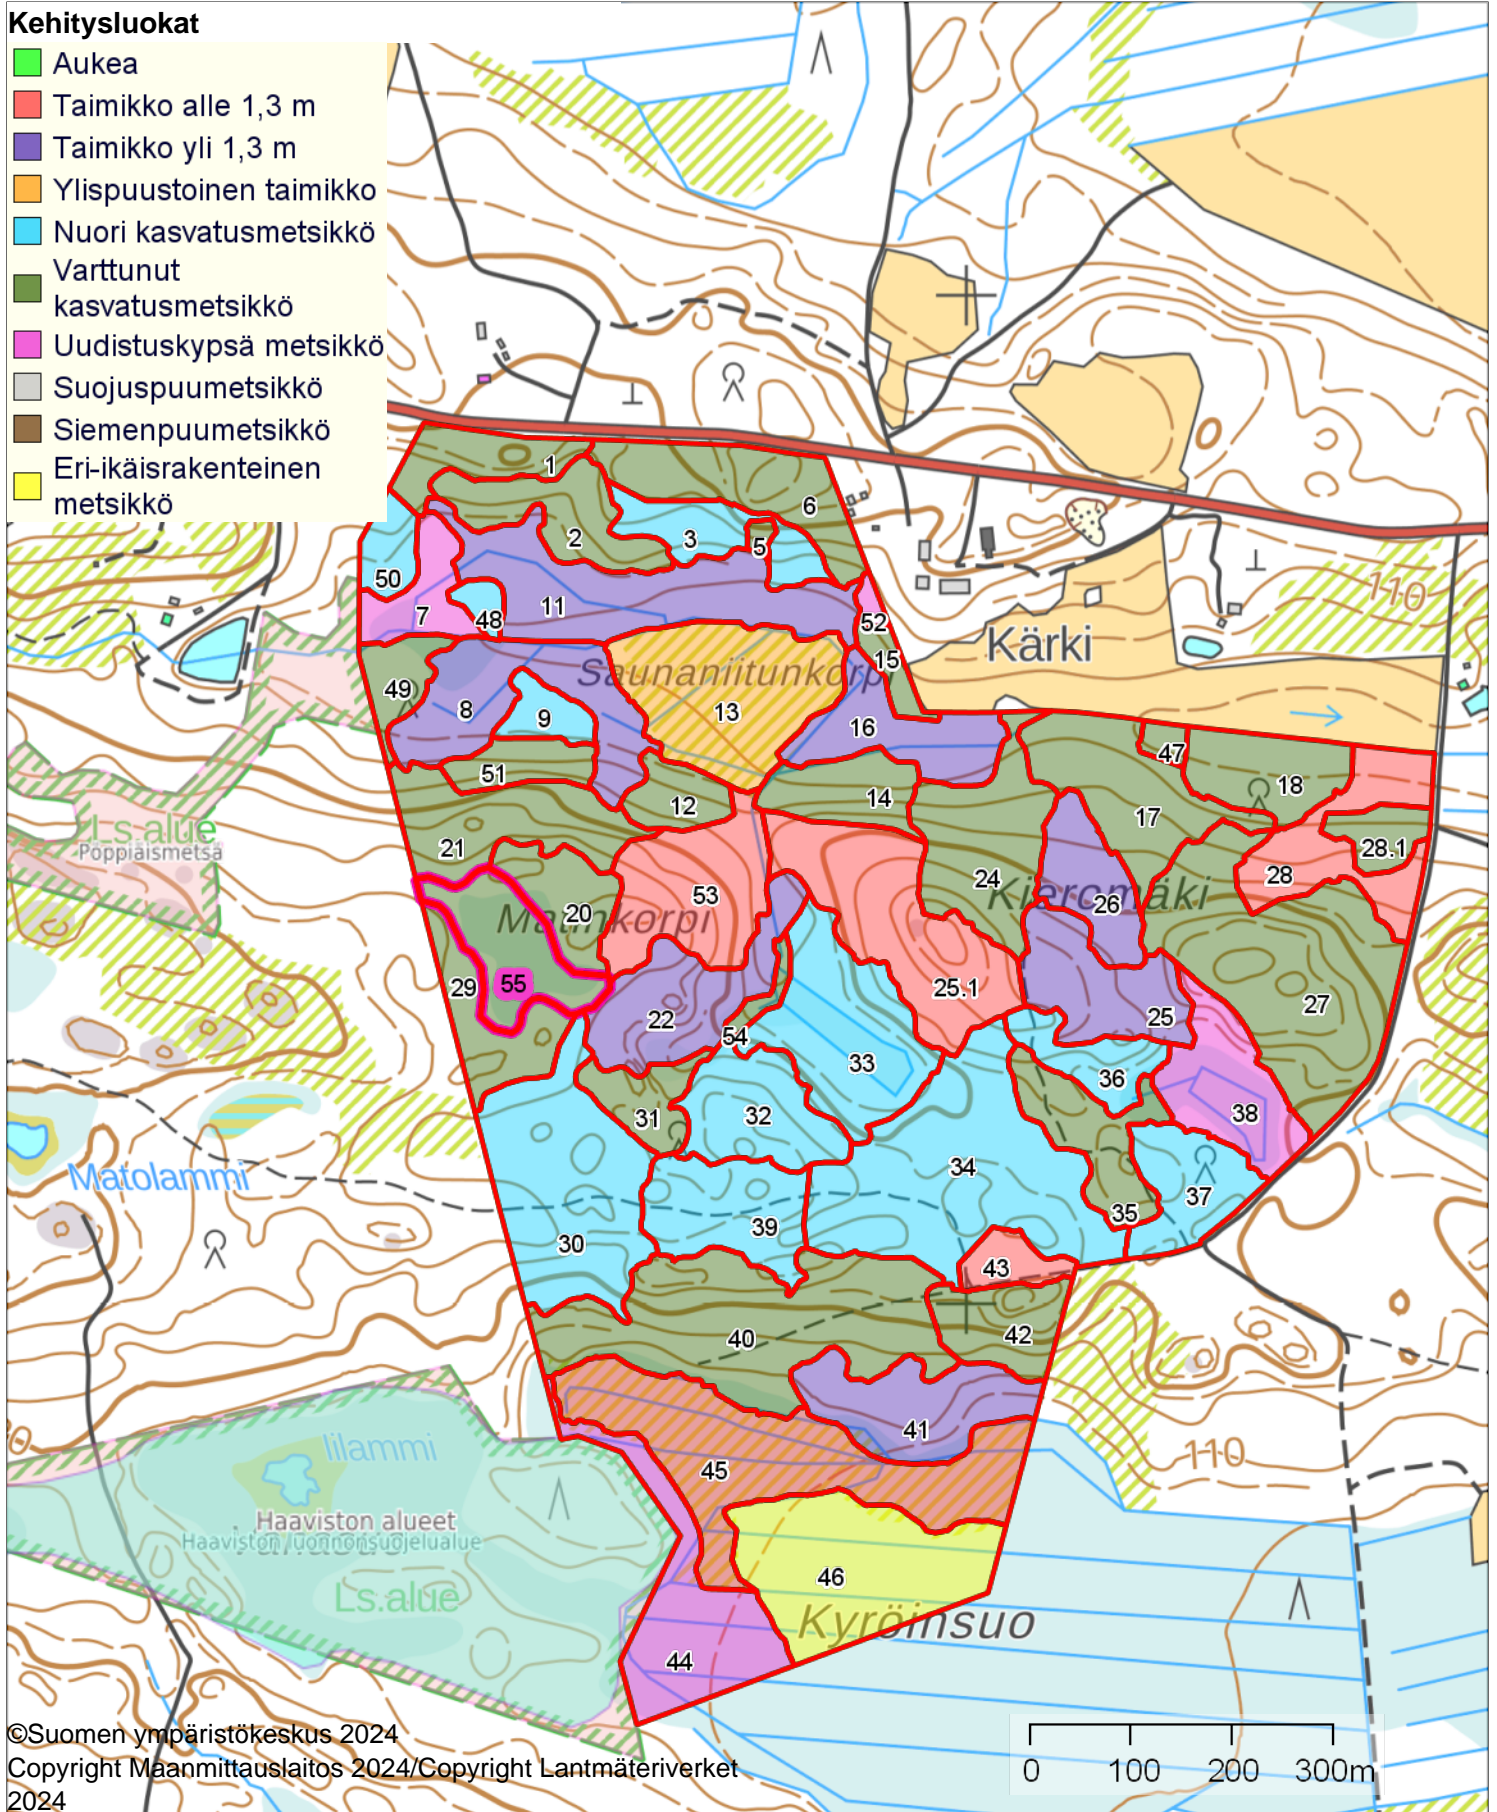 Kehitysluokat
Aukea
Taimikko alle 1,3 m
Taimikko yli 1,3 m
Ylispuustoinen taimikko
Nuori kasvatusmetsikkö
Varttunut
kasvatusmetsikkö
Uudistuskypsä metsikkö
Suojuspuumetsikkö
Siemenpuumetsikkö
Eri-ikäisrakenteinen
metsikkö
1
6
2
3
5
50
7
48
11
52
110
Kärki
15
Saunaniitunkorpi
49
8
9
13
16
47
51
12
14
18
17
Ls.alue
Pöppiäismetsä
21
28.1
24
28
53
Kieromäki
26
20
Matinkorpi
29
55
25.1
27
22
25
54
33
36
31
32
38
34
Matolammi
37
35
39
30
43
40
42
41
Iilammi
45
110
Haaviston alueet
Haaviston luonnonsuojelualue
46
Ls.alue
Kyröinsuo
44
©Suomen ympäristökeskus 2024
Copyright Maanmittauslaitos 2024/Copyright Lantmäteriverket
2024
0 100 200 300m